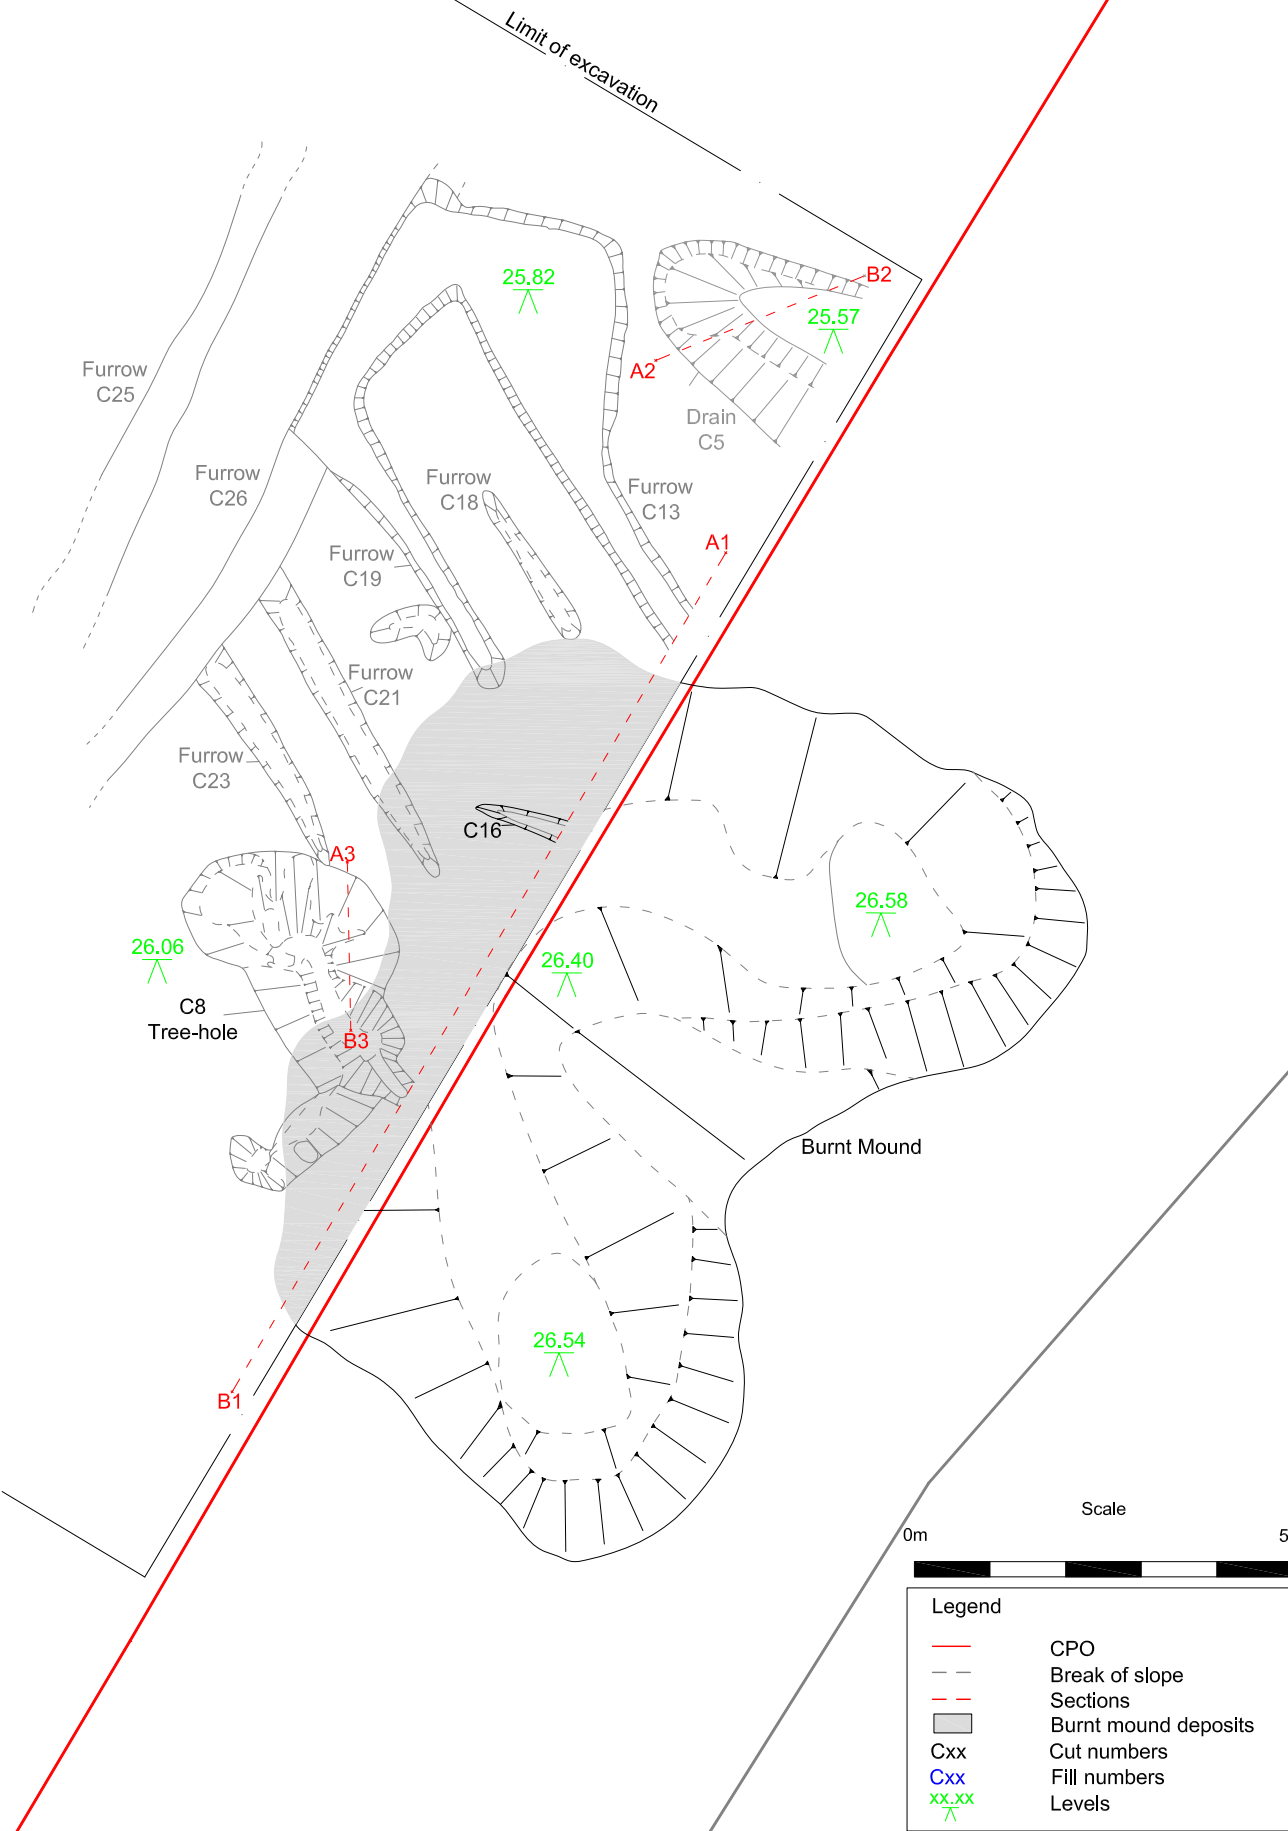 Limit of excavation
25.82
B2
25.57
A2
Drain
C5
Furrow
C25
Furrow
C26
Furrow
C18
Furrow
C13
A1
Furrow
C19
Furrow
C21
Furrow
C23
C16
A3
26.58
26.06
26.40
C8
Tree-hole
B3
Burnt Mound
26.54
B1
Scale
0m 5
Legend
CPO
Break of slope
Sections
Burnt mound deposits
Cxx Cut numbers
Cxx Fill numbers
xx.xx Levels